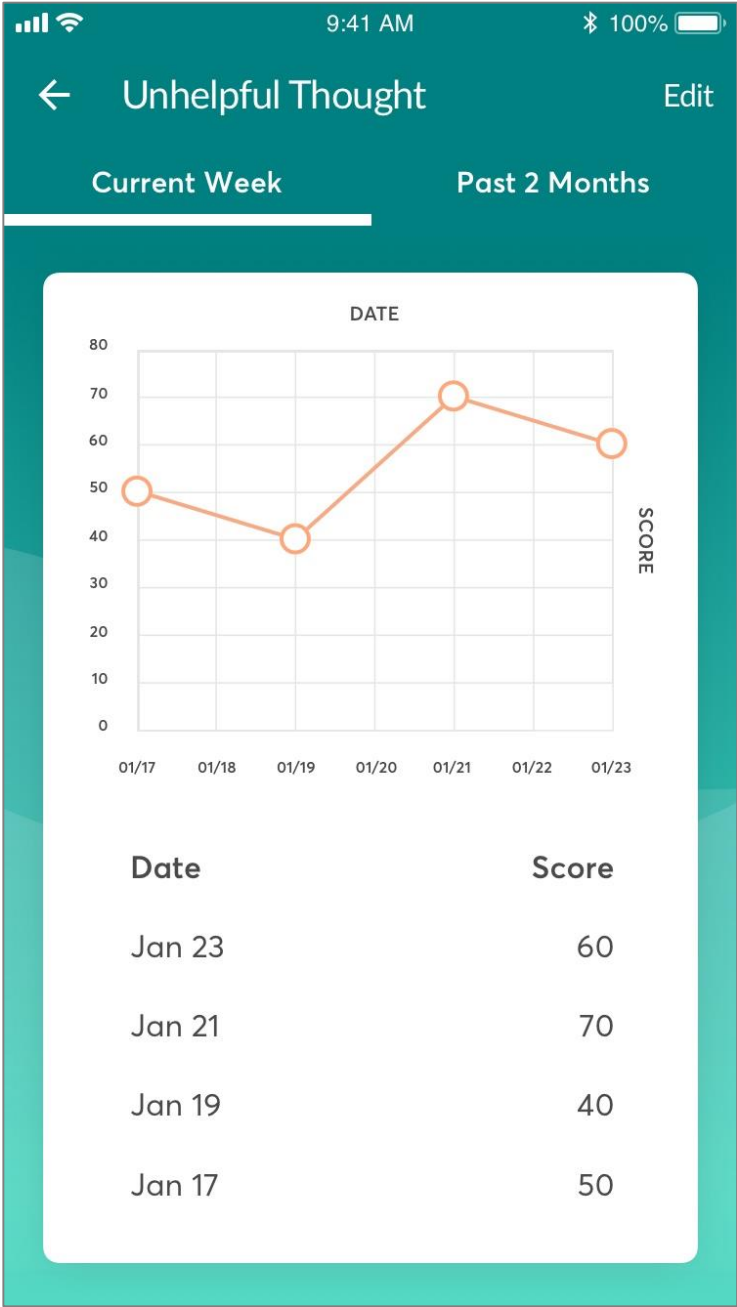 9:41 AM 100%
Unhelpful Thought Edit
Current Week Past 2 Months
DATE
80
70
60
50
40
30
20
10
0
SCORE
01/17 01/18 01/19 01/20 01/21 01/22 01/23
Date Score
Jan 23 60
Jan 21 70
Jan 19 40
Jan 17 50